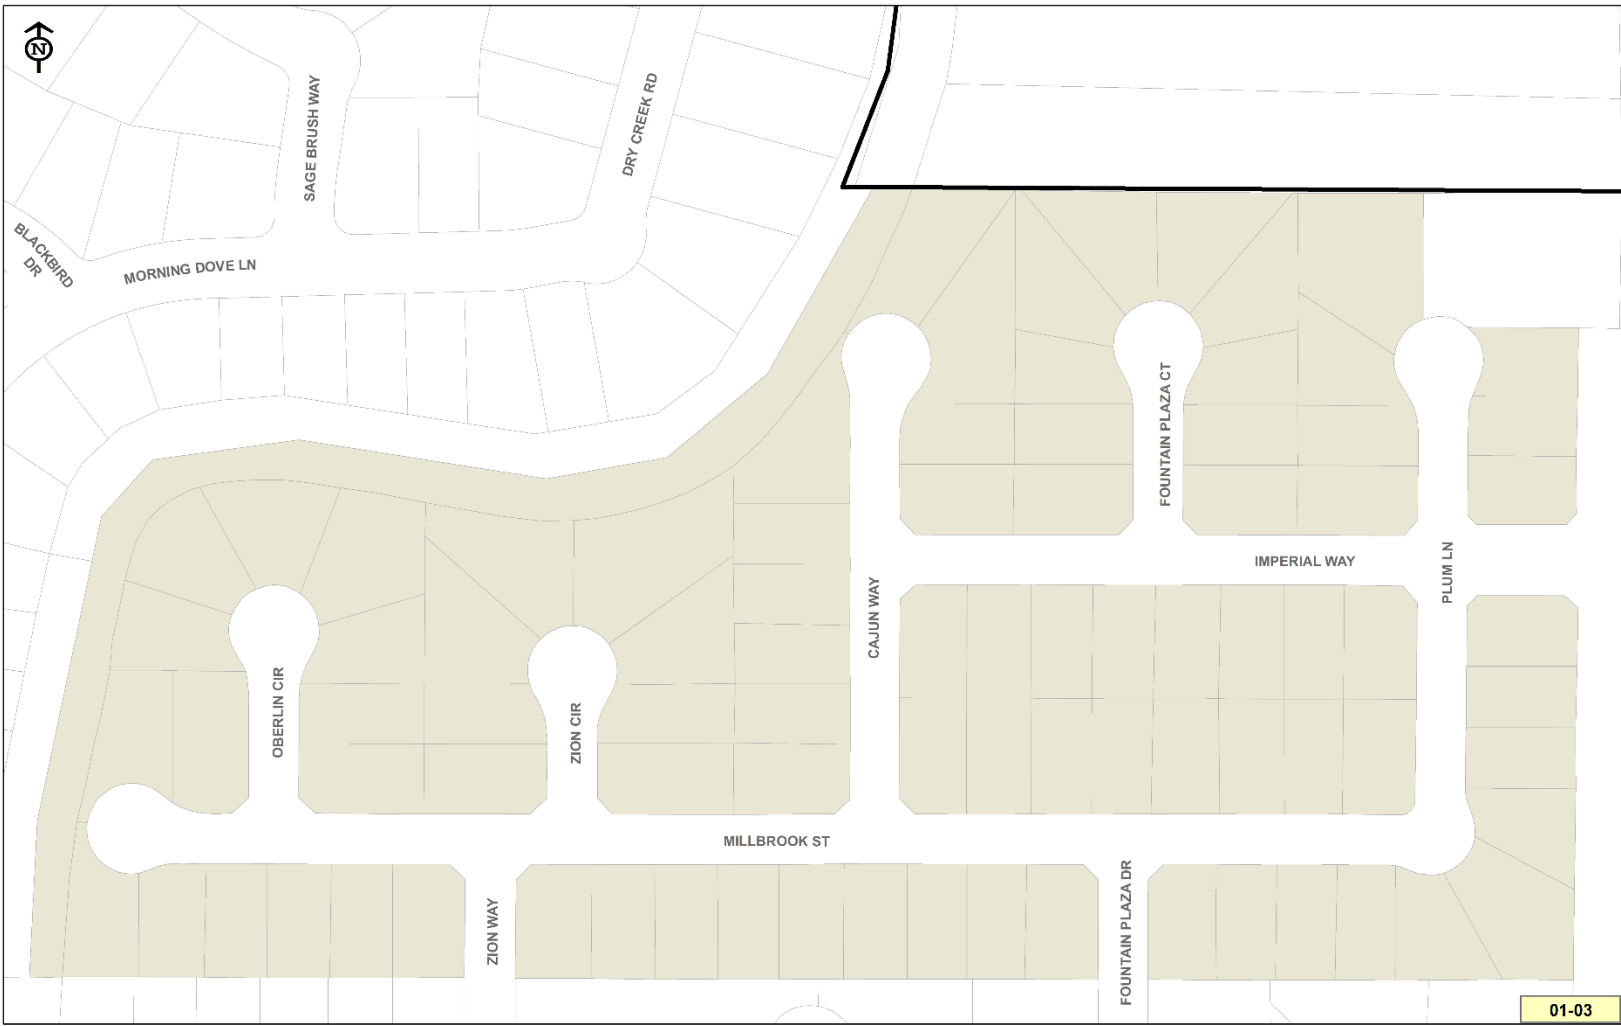 N
SAGE BRUSH WAY
DRY CREEK RD
BLACKBIRD
DR
MORNING DOVE LN
FOUNTAIN PLAZA CT
IMPERIAL WAY
PLUM LN
CAJUN WAY
OBERLIN CIR
ZION CIR
MILLBROOK ST
ZION WAY
FOUNTAIN PLAZA DR
01-03